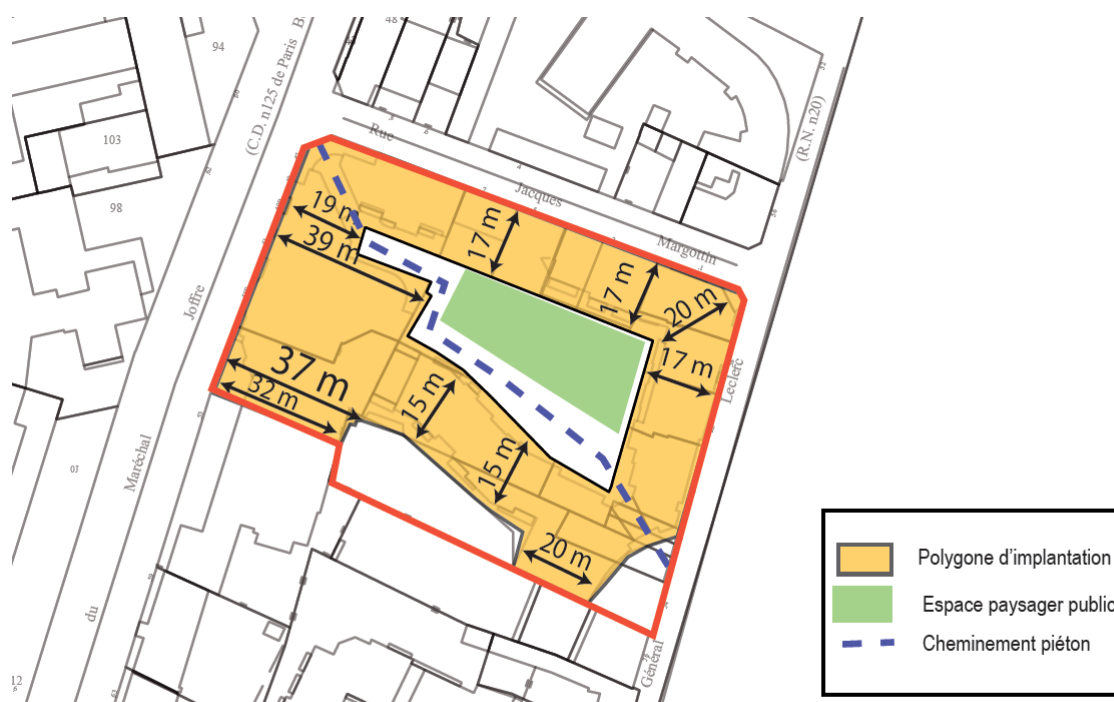 94
48
(C.D. n125 de Paris
103
98
Rue
Jacques
Margottin
(R.N. n20)
19 m
39 m
17 m
17 m
20 m
17 m
Joffre
Leclerc
37 m
32 m
15 m
15 m
20 m
Maréchal
du
Général
12
Polygone d'implantation
Espace paysager public
Cheminement piéton